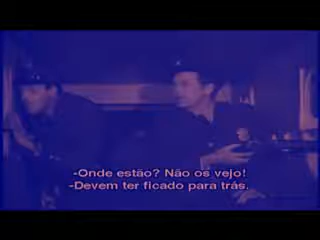 -Onde estão? Não os vejo!
-Devem ter ficado para trás.